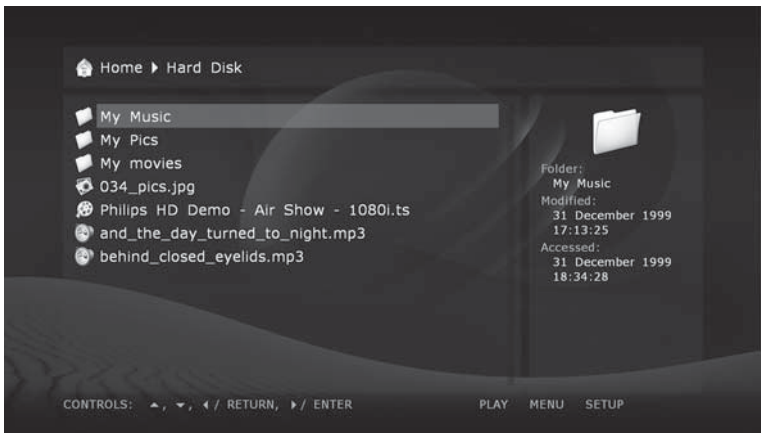 Home ▶ Hard Disk
My Music
My Pics
My movies
034_pics.jpg
Philips HD Demo - Air Show - 1080i.ts
and_the_day_turned_to_night.mp3
behind_closed_eyelids.mp3
Folder:
My Music
Modified:
31 December 1999
17:13:25
Accessed:
31 December 1999
18:34:28
CONTROLS: ▲, ▼, ◀/ RETURN, ▶/ ENTER
PLAY MENU SETUP